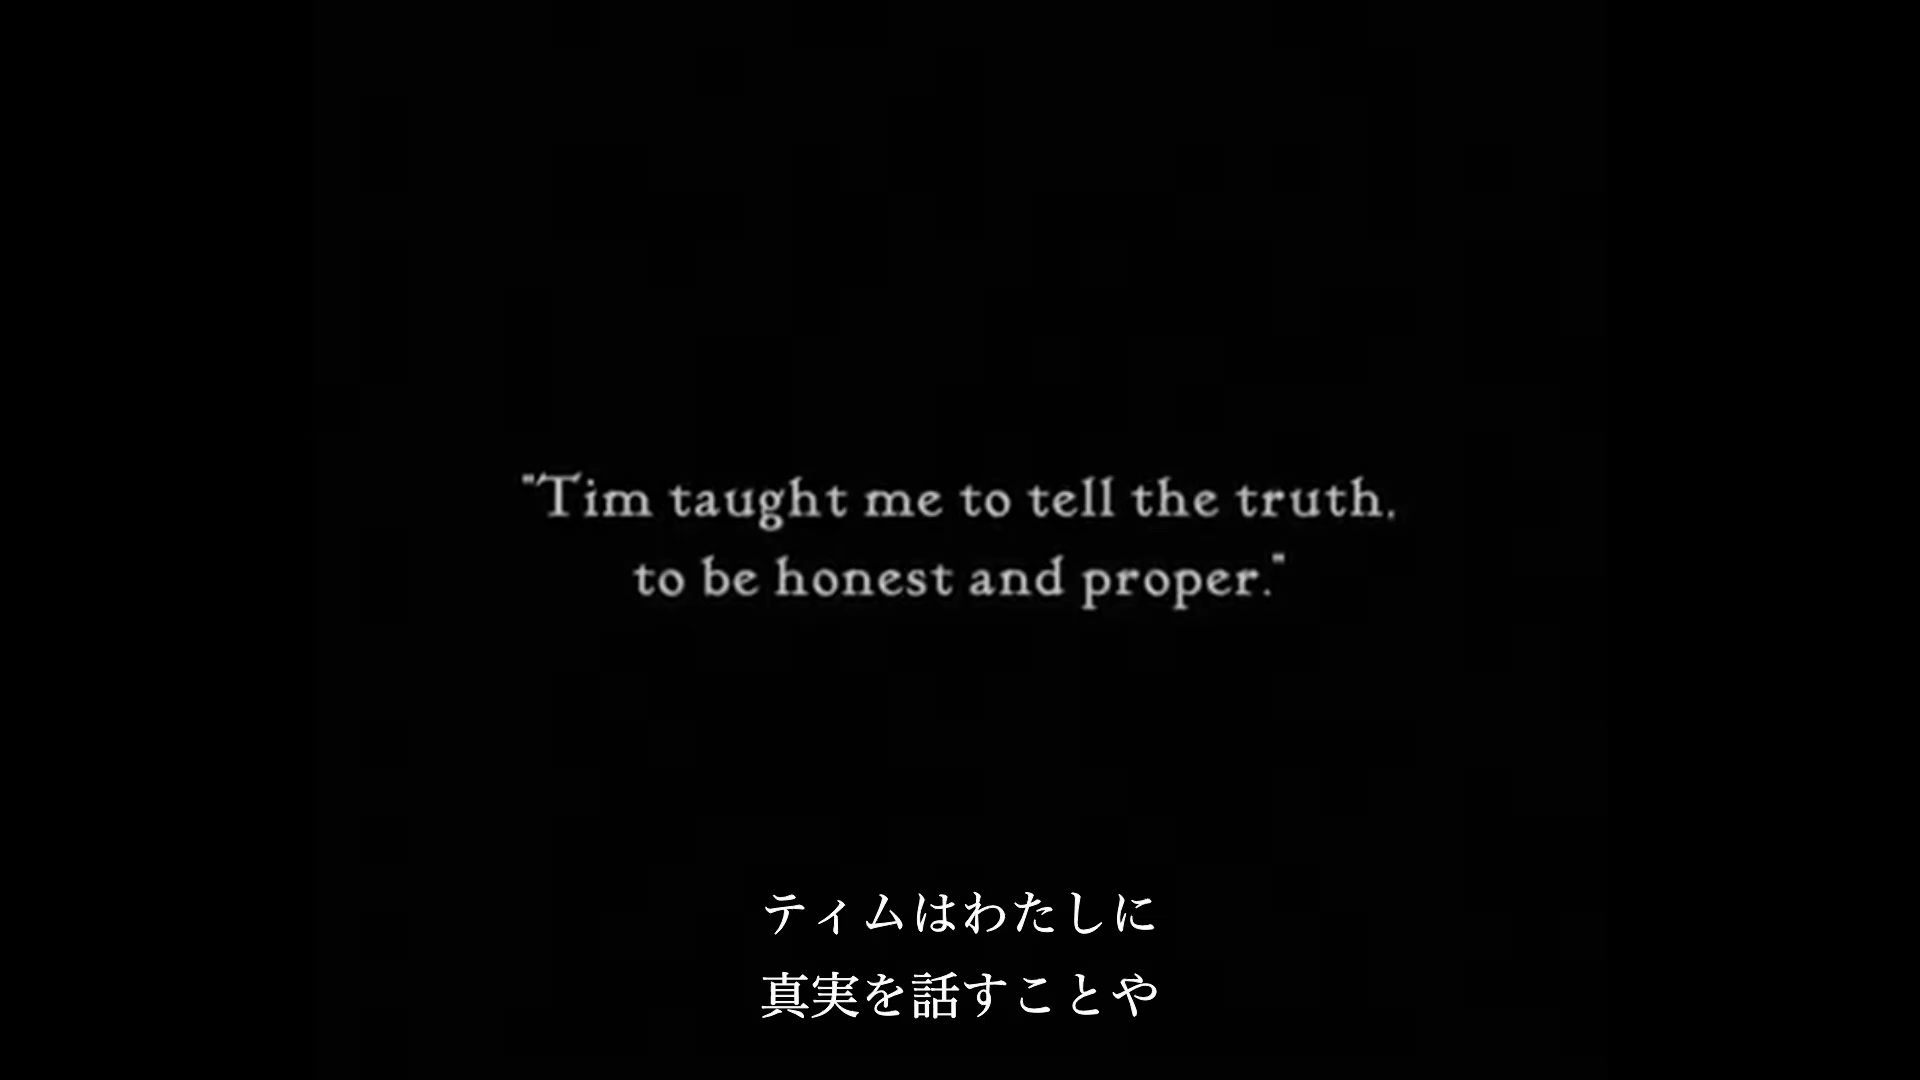 "Tim taught me to tell the truth,
to be honest and proper."
ティムはわたしに
真実を話すことや